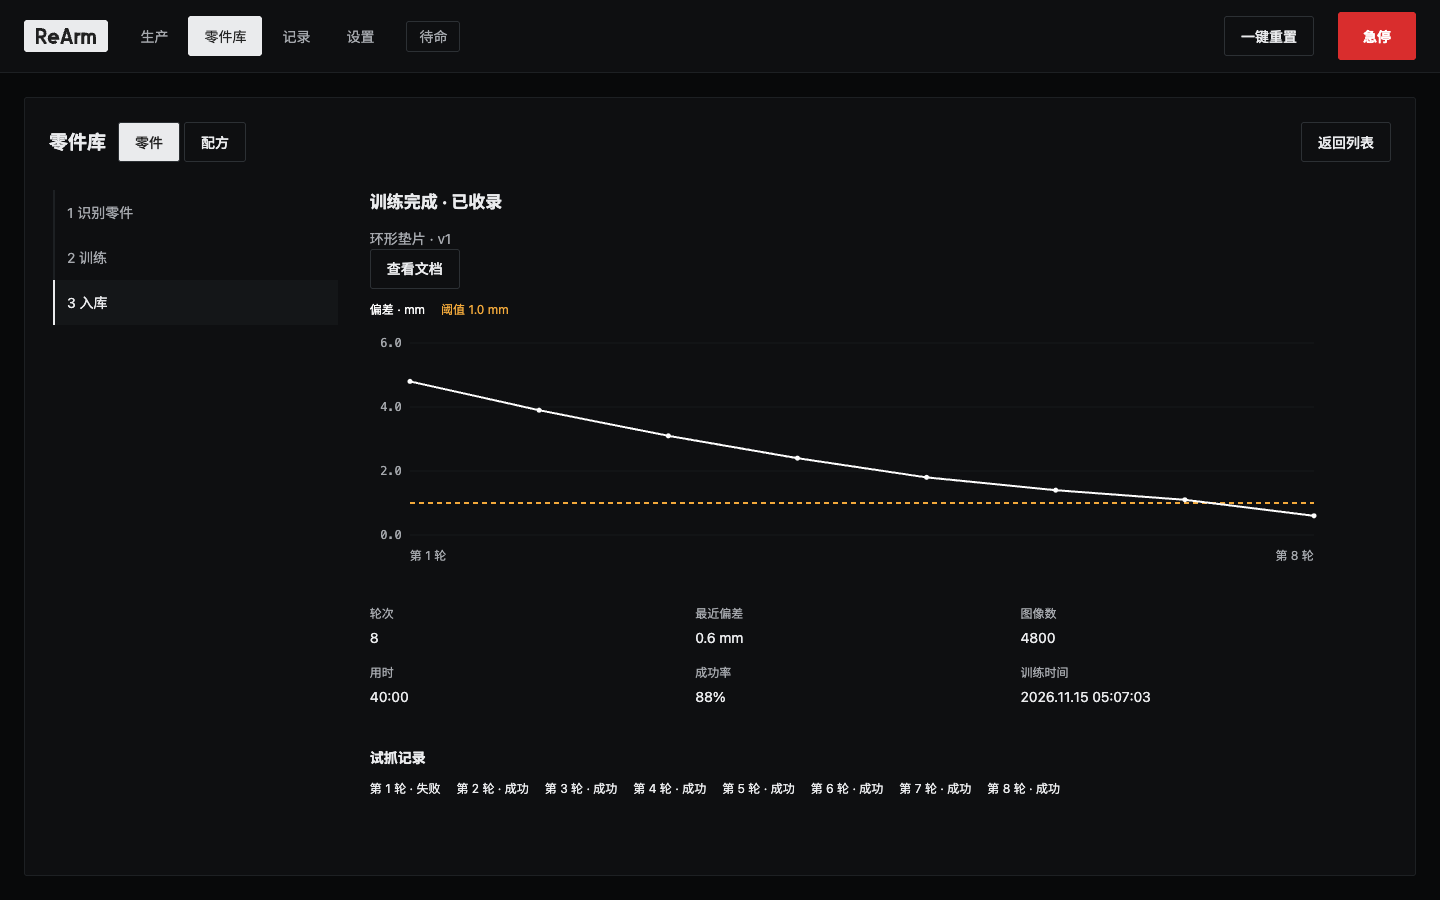 ReArm 生产 零件库 记录 设置 待命 一键重置 急停
零件库 零件 配方 返回列表
1 识别零件
2 训练
3 入库
训练完成 · 已收录
环形垫片 · v1
查看文档
偏差 · mm 阈值 1.0 mm
6.0
4.0
2.0
0.0
第 1 轮 第 8 轮
轮次 最近偏差 图像数
8 0.6 mm 4800
用时 成功率 训练时间
40:00 88% 2026.11.15 05:07:03
试抓记录
第 1 轮 · 失败 第 2 轮 · 成功 第 3 轮 · 成功 第 4 轮 · 成功 第 5 轮 · 成功 第 6 轮 · 成功 第 7 轮 · 成功 第 8 轮 · 成功